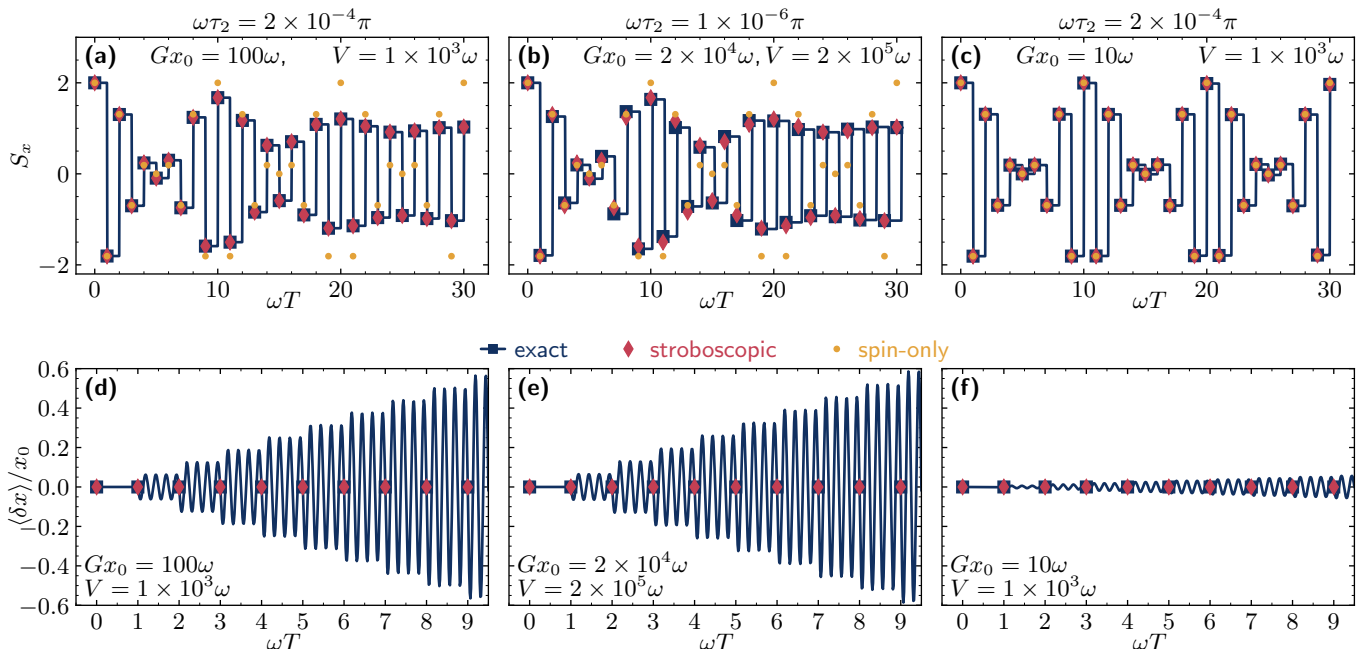 ωτ₂ = 2 × 10⁻⁴π
ωτ₂ = 1 × 10⁻⁶π
ωτ₂ = 2 × 10⁻⁴π
(a) Gx₀ = 100ω, V = 1 × 10³ω
(b) Gx₀ = 2 × 10⁴ω, V = 2 × 10⁵ω
(c) Gx₀ = 10ω V = 1 × 10³ω
2
0
−2
Sₓ
0 10 20 30
0 10 20 30
0 10 20 30
ωT
ωT
ωT
exact stroboscopic spin-only
(d)
(e)
(f)
0.6
0.4
0.2
0.0
−0.2
−0.4
−0.6
⟨δx⟩/x₀
Gx₀ = 100ω
V = 1 × 10³ω
Gx₀ = 2 × 10⁴ω
V = 2 × 10⁵ω
Gx₀ = 10ω
V = 1 × 10³ω
0 1 2 3 4 5 6 7 8 9
0 1 2 3 4 5 6 7 8 9
0 1 2 3 4 5 6 7 8 9
ωT
ωT
ωT